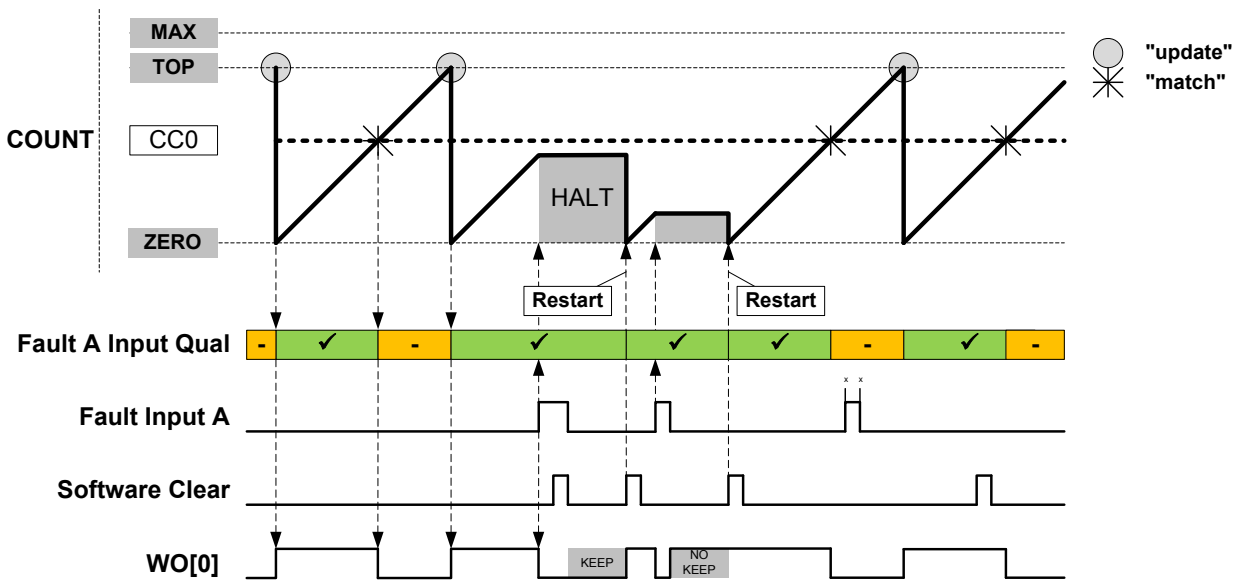 MAX
TOP
"update"
"match"
COUNT
CC0
HALT
ZERO
Restart
Restart
Fault A Input Qual
- ✓ - ✓ ✓ ✓ - ✓ -
x x
Fault Input A
Software Clear
WO[0]
KEEP
NO
KEEP